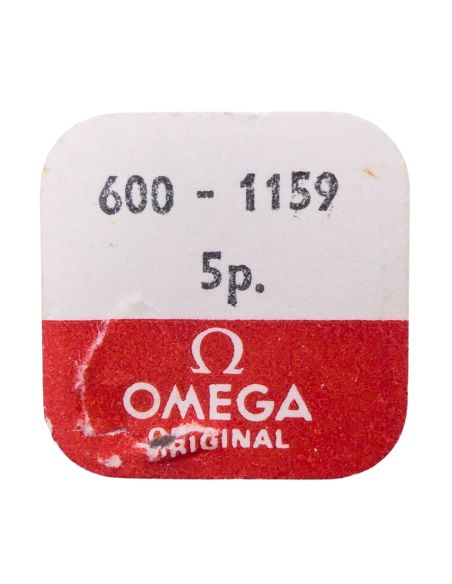 600 - 1159
5p.
Ω
OMEGA
ORIGINAL